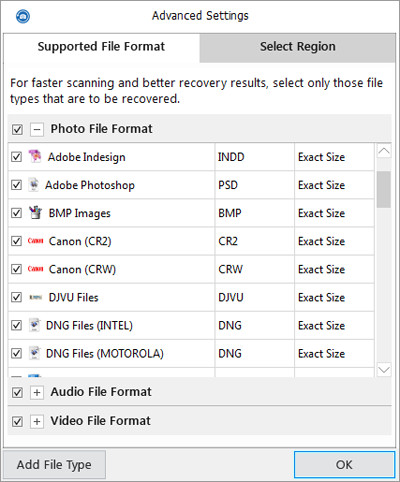 Advanced Settings
Supported File Format Select Region
For faster scanning and better recovery results, select only those file
types that are to be recovered.
Photo File Format
Adobe Indesign INDD Exact Size
Adobe Photoshop PSD Exact Size
BMP Images BMP Exact Size
Canon Canon (CR2) CR2 Exact Size
Canon Canon (CRW) CRW Exact Size
DJVU Files DJVU Exact Size
DNG Files (INTEL) DNG Exact Size
DNG Files (MOTOROLA) DNG Exact Size
Audio File Format
Video File Format
Add File Type OK